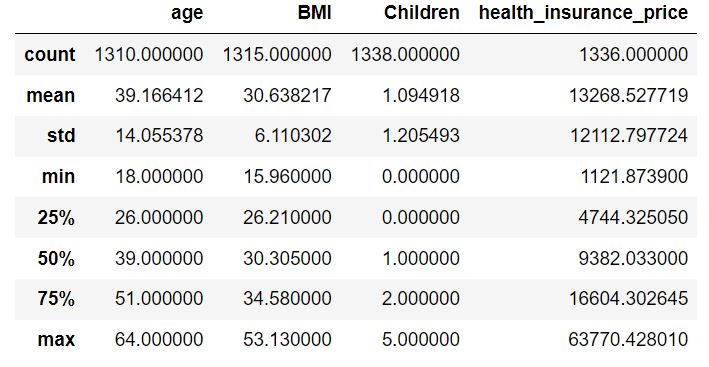 age BMI Children health_insurance_price
count 1310.000000 1315.000000 1338.000000 1336.000000
mean 39.166412 30.638217 1.094918 13268.527719
std 14.055378 6.110302 1.205493 12112.797724
min 18.000000 15.960000 0.000000 1121.873900
25% 26.000000 26.210000 0.000000 4744.325050
50% 39.000000 30.305000 1.000000 9382.033000
75% 51.000000 34.580000 2.000000 16604.302645
max 64.000000 53.130000 5.000000 63770.428010